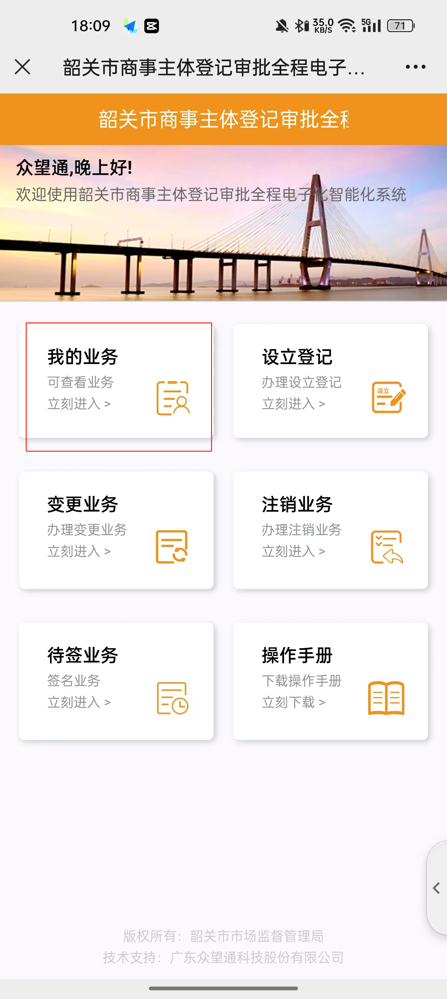 18:09
35.0
KB/S
5G
71
韶关市商事主体登记审批全程电子...
韶关市商事主体登记审批全
众望通,晚上好!
欢迎使用韶关市商事主体登记审批全程电子化智能化系统
我的业务
可查看业务
立刻进入 >
设立登记
办理设立登记
立刻进入 >
设立
变更业务
办理变更业务
立刻进入 >
注销业务
办理注销业务
立刻进入 >
待签业务
签名业务
立刻进入 >
操作手册
下载操作手册
立刻下载 >
版权所有：韶关市市场监督管理局
技术支持：广东众望通科技股份有限公司